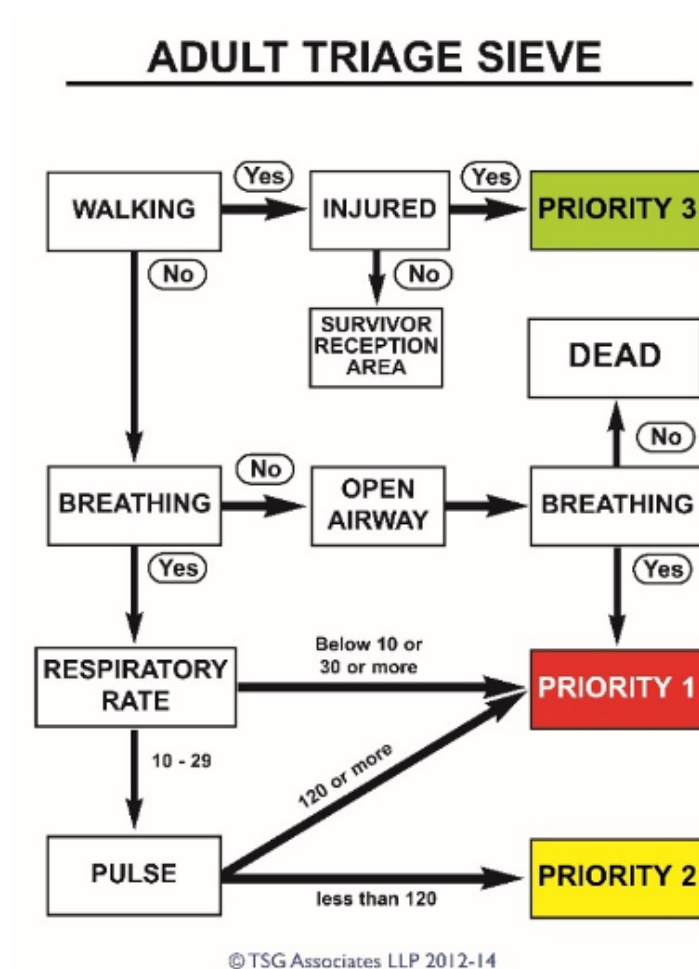 ADULT TRIAGE SIEVE
WALKING
Yes
INJURED
Yes
PRIORITY 3
No
No
SURVIVOR
RECEPTION
AREA
DEAD
No
BREATHING
No
OPEN
AIRWAY
BREATHING
Yes
Yes
RESPIRATORY
RATE
Below 10 or
30 or more
PRIORITY 1
10 - 29
120 or more
PULSE
less than 120
PRIORITY 2
© TSG Associates LLP 2012-14